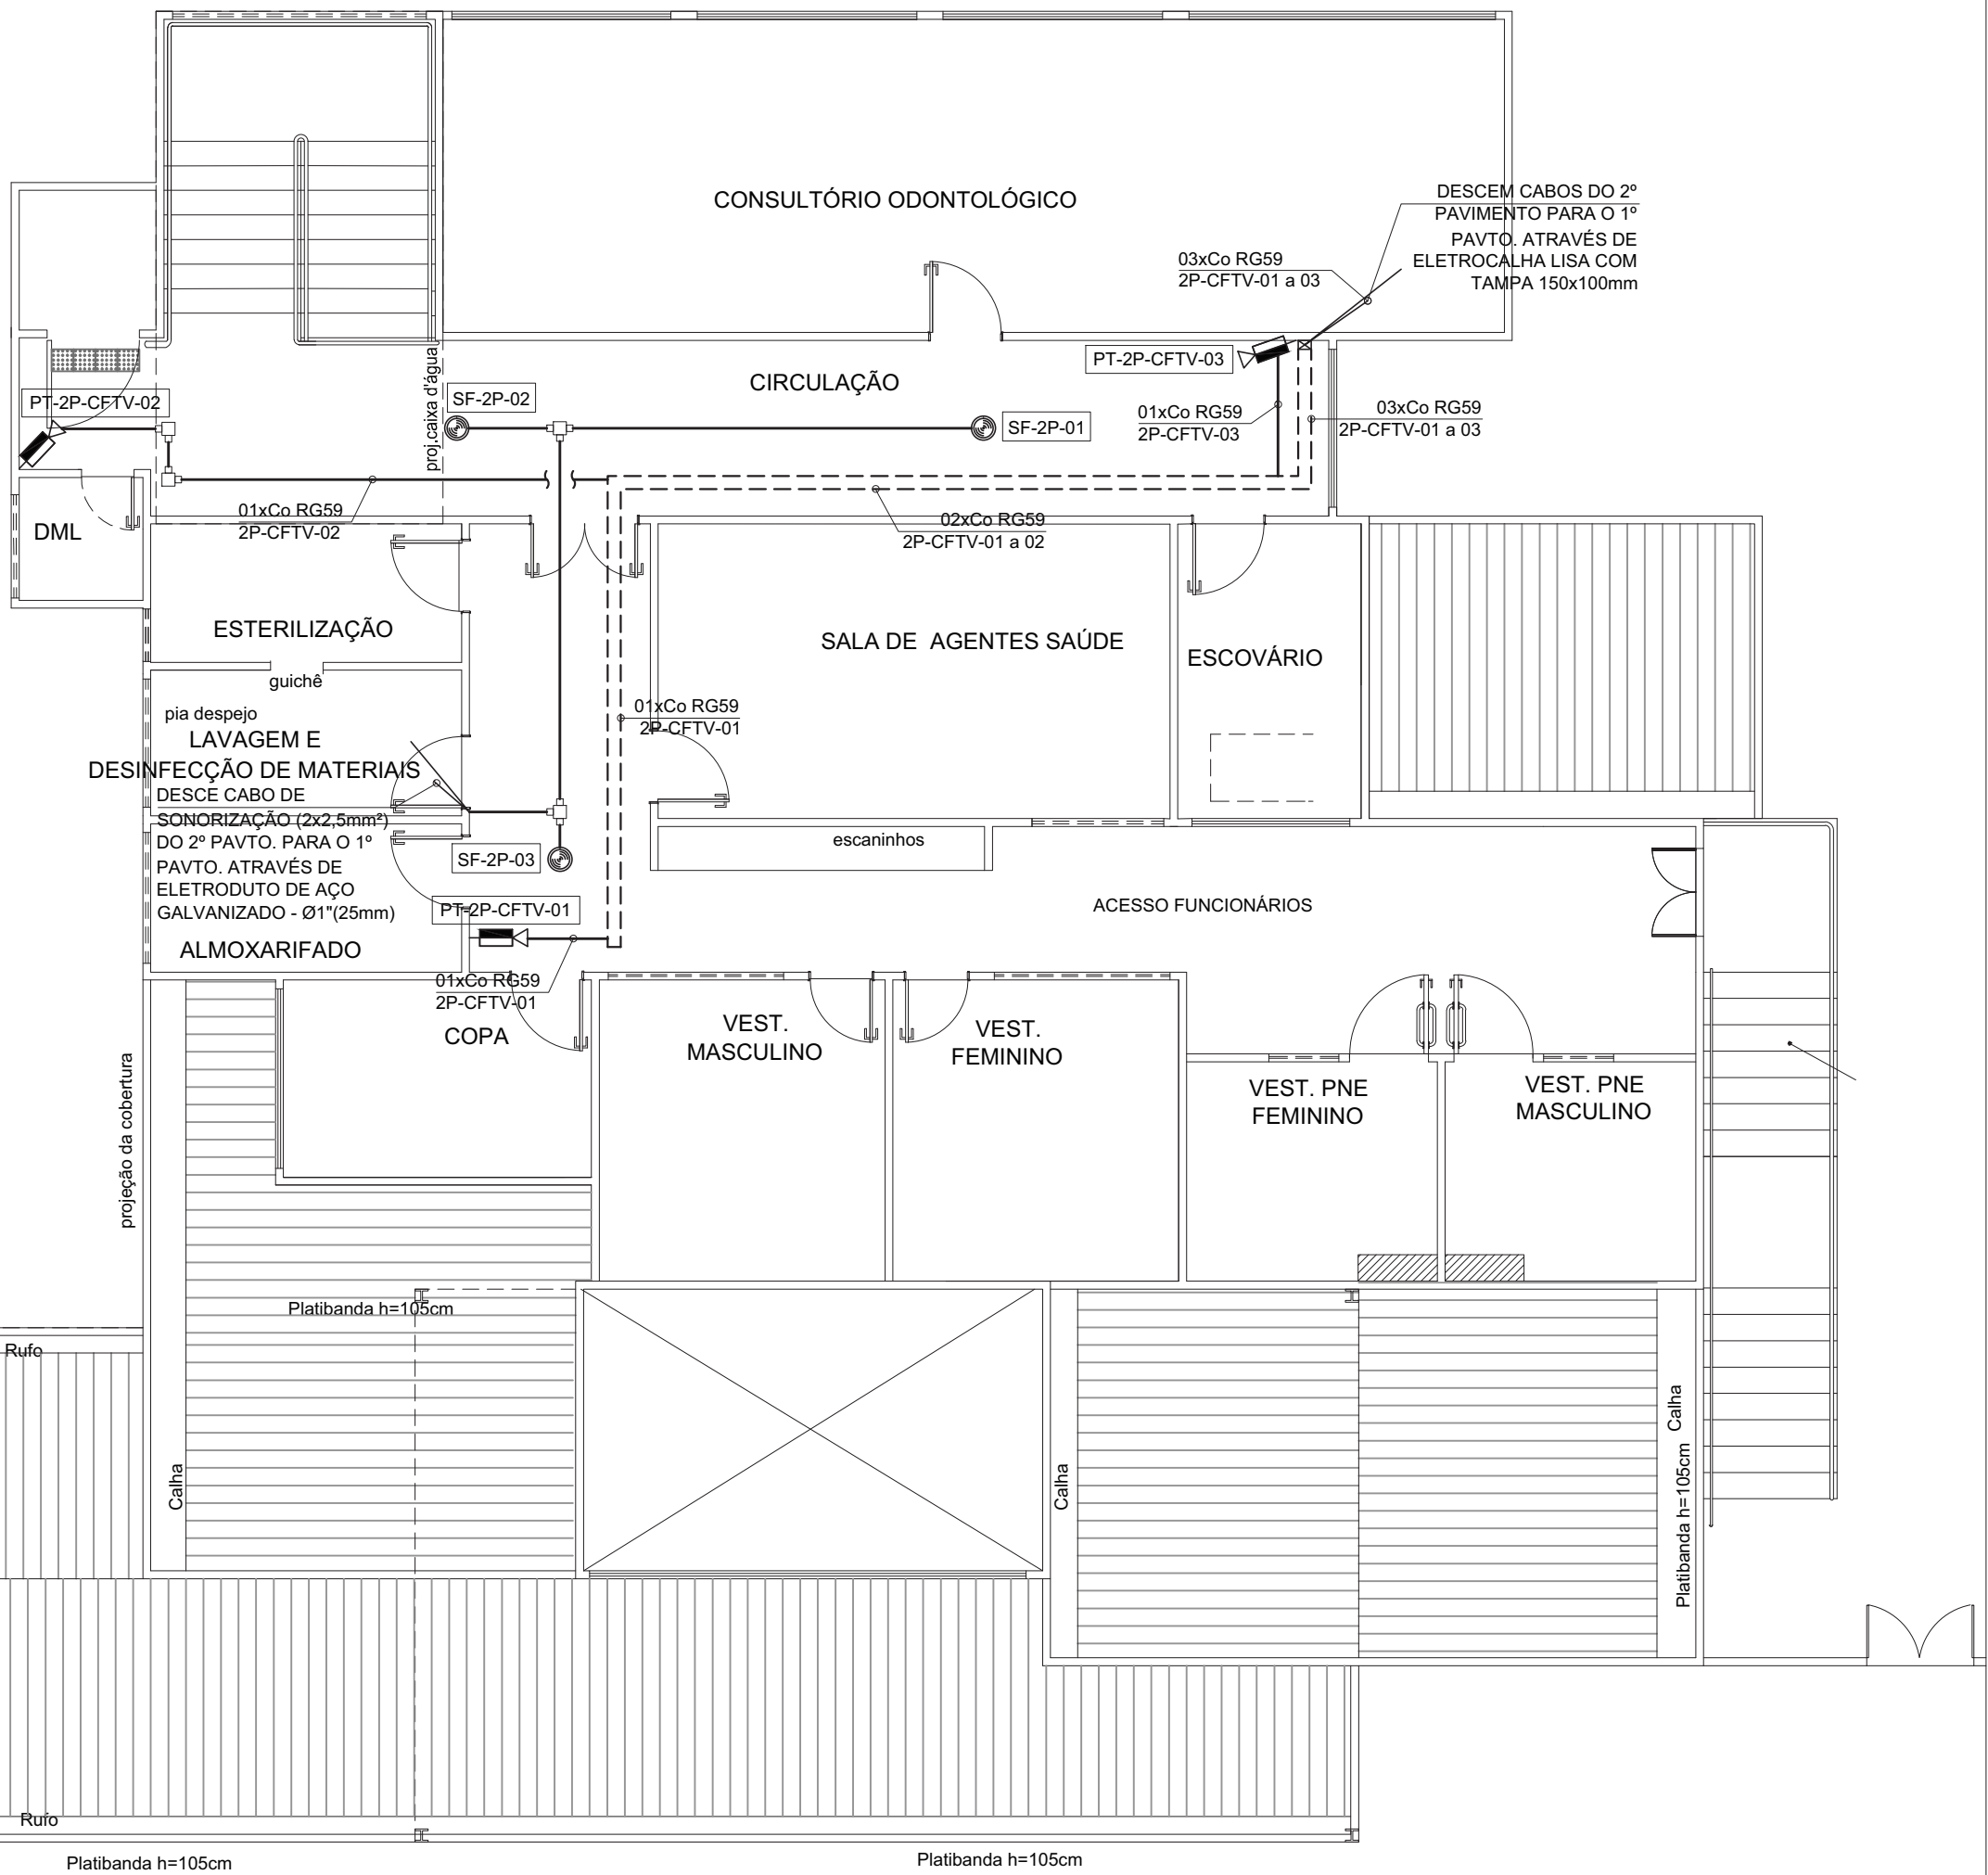 CONSULTÓRIO ODONTOLÓGICO
DESCEM CABOS DO 2º
PAVIMENTO PARA O 1º
PAVTO. ATRAVÉS DE
ELETROCALHA LISA COM
TAMPA 150x100mm
03xCo RG59
2P-CFTV-01 a 03
PT-2P-CFTV-03
CIRCULAÇÃO
proj.caixa d'água
PT-2P-CFTV-02
SF-2P-02
SF-2P-01
01xCo RG59
2P-CFTV-03
03xCo RG59
2P-CFTV-01 a 03
01xCo RG59
2P-CFTV-02
02xCo RG59
2P-CFTV-01 a 02
DML
ESTERILIZAÇÃO
SALA DE AGENTES SAÚDE
ESCOVÁRIO
guichê
pia despejo
LAVAGEM E
DESINFECÇÃO DE MATERIAIS
01xCo RG59
2P-CFTV-01
DESCE CABO DE
SONORIZAÇÃO (2x2,5mm²)
DO 2º PAVTO. PARA O 1º
PAVTO. ATRAVÉS DE
ELETRODUTO DE AÇO
GALVANIZADO - Ø1"(25mm)
SF-2P-03
escaninhos
PT-2P-CFTV-01
ACESSO FUNCIONÁRIOS
ALMOXARIFADO
01xCo RG59
2P-CFTV-01
COPA
VEST.
MASCULINO
VEST.
FEMININO
VEST. PNE
FEMININO
VEST. PNE
MASCULINO
projeção da cobertura
Platibanda h=105cm
Rufo
Calha
Calha
Calha
Platibanda h=105cm
Rufo
Platibanda h=105cm
Platibanda h=105cm